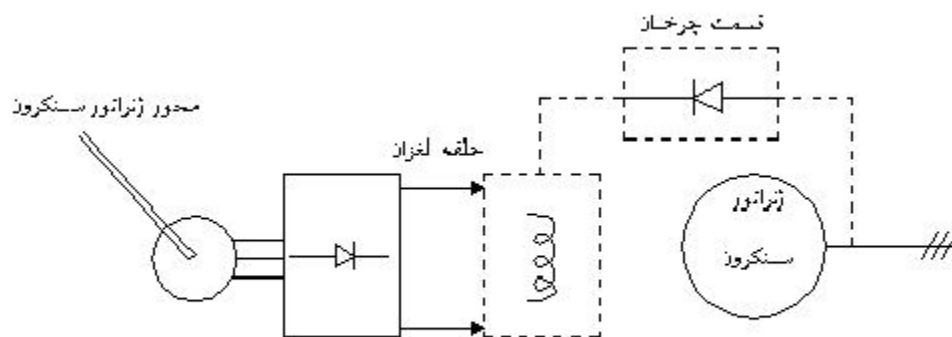 قسمت چرخان
محور ژنراتور سنکرون
حلقه لغزان
ژنراتور
سنکرون